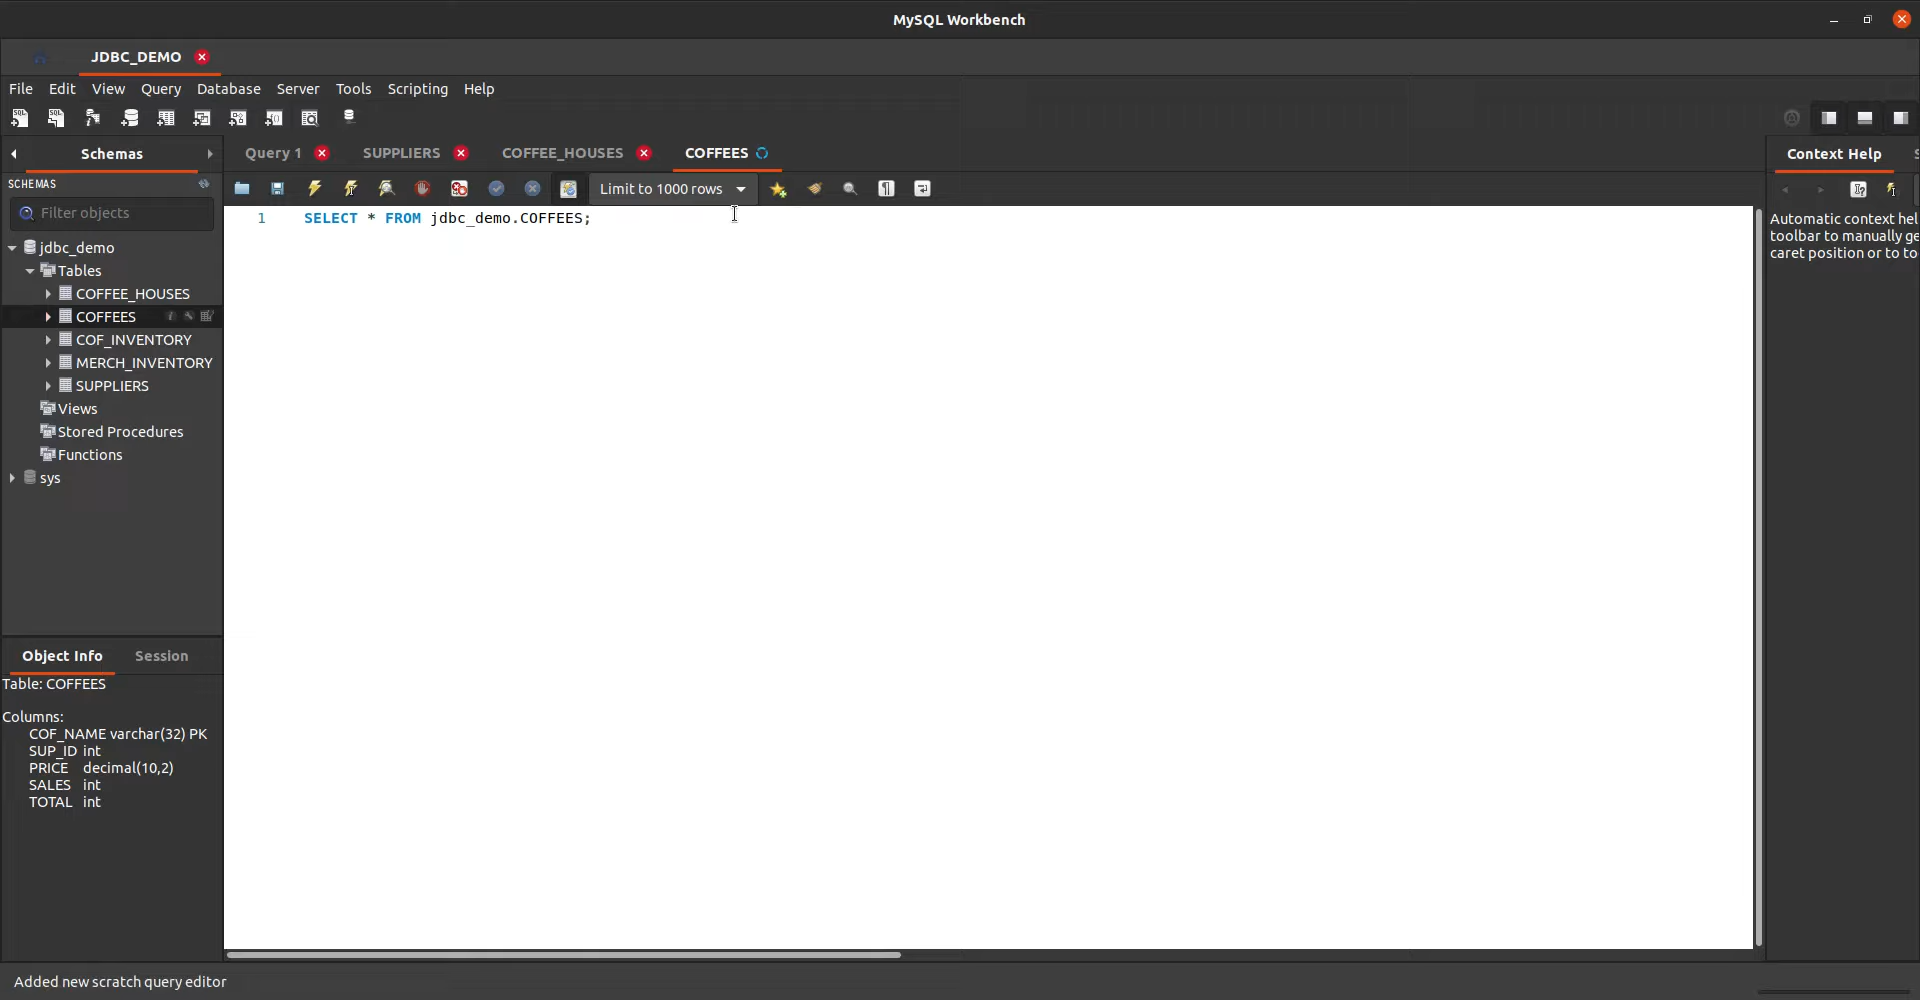 MySQL Workbench
JDBC_DEMO
File Edit View Query Database Server Tools Scripting Help
Schemas
Query 1 SUPPLIERS COFFEE_HOUSES COFFEES
Context Help
SCHEMAS
Filter objects
Limit to 1000 rows
1 SELECT * FROM jdbc_demo.COFFEES;
jdbc_demo
Tables
COFFEE_HOUSES
COFFEES
COF_INVENTORY
MERCH_INVENTORY
SUPPLIERS
Views
Stored Procedures
Functions
sys
Automatic context hel
toolbar to manually ge
caret position or to to
Object Info Session
Table: COFFEES
Columns:
COF_NAME varchar(32) PK
SUP_ID int
PRICE decimal(10,2)
SALES int
TOTAL int
Added new scratch query editor